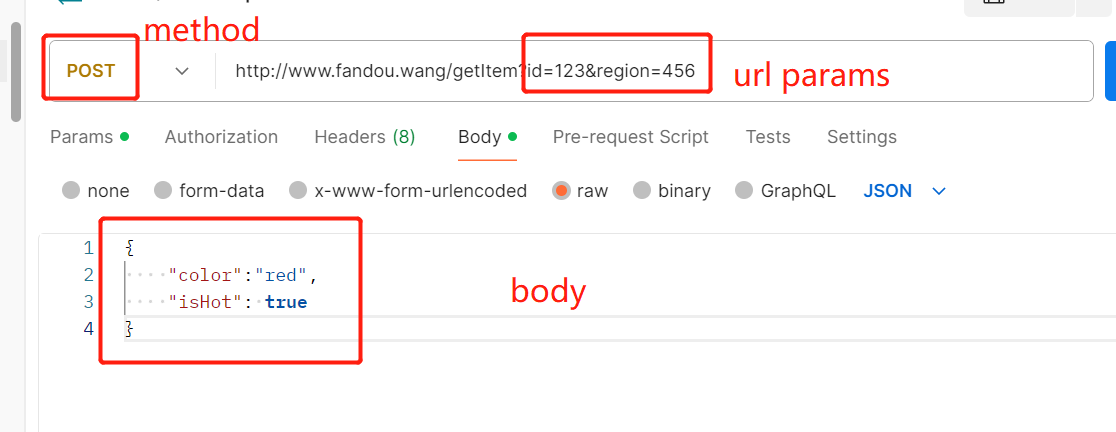 method
POST
http://www.fandou.wang/getItem?id=123&region=456
url params
Params
Authorization
Headers (8)
Body
Pre-request Script
Tests
Settings
none
form-data
x-www-form-urlencoded
raw
binary
GraphQL
JSON
1 {
2 ····"color":"red",
3 ····"isHot":·true
4 }
body